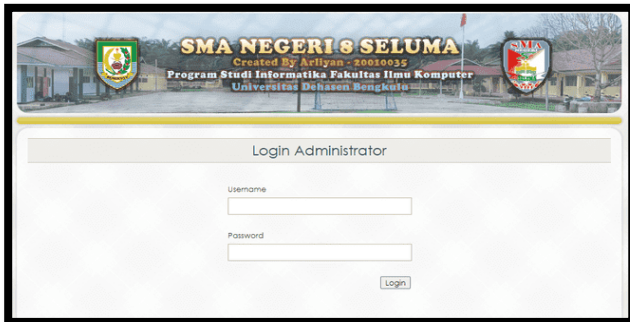 SMA NEGERI 8 SELUMA
Created By Arliyan - 20010035
Program Studi Informatika Fakultas Ilmu Komputer
Universitas Dehasen Bengkulu
Login Administrator
Username
Password
Login